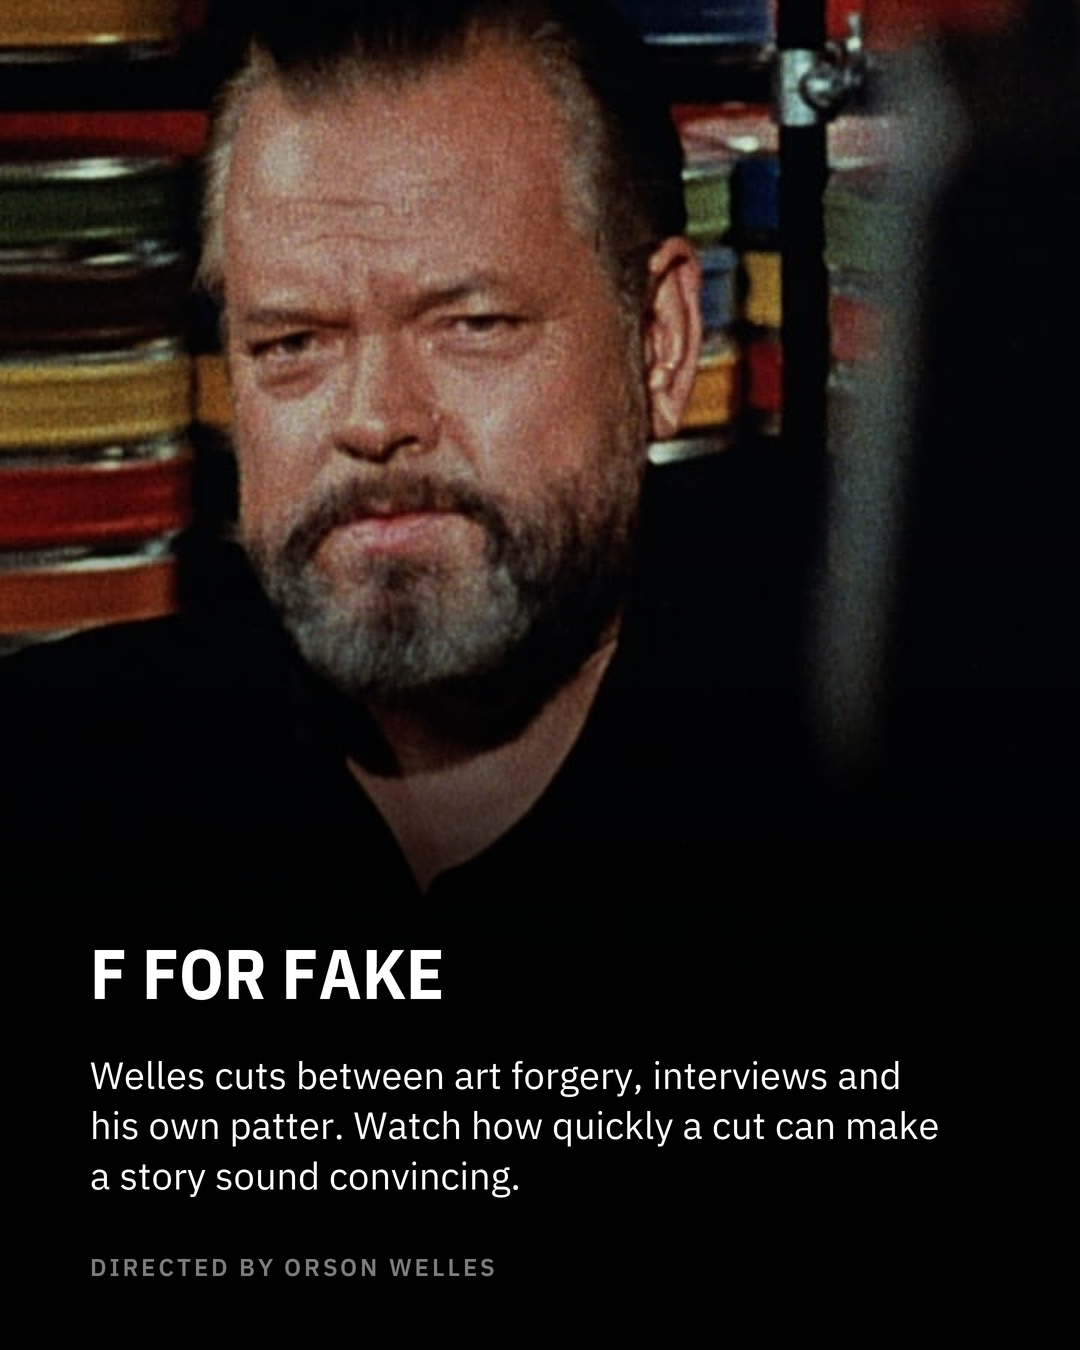 F FOR FAKE
Welles cuts between art forgery, interviews and
his own patter. Watch how quickly a cut can make
a story sound convincing.
DIRECTED BY ORSON WELLES